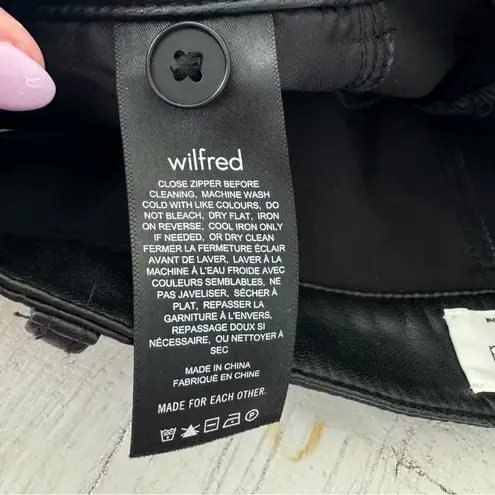 wilfred
CLOSE ZIPPER BEFORE
CLEANING, MACHINE WASH
COLD WITH LIKE COLOURS, DO
NOT BLEACH, DRY FLAT, IRON
ON REVERSE, COOL IRON ONLY
IF NEEDED, OR DRY CLEAN
FERMER LA FERMETURE ÉCLAIR
AVANT DE LAVER, LAVER À LA
MACHINE À L'EAU FROIDE AVEC
COULEURS SEMBLABLES, NE
PAS JAVELISER, SÉCHER À
PLAT, REPASSER LA
GARNITURE À L'ENVERS,
REPASSAGE DOUX SI
NÉCESSAIRE, OU NETTOYER À
SEC
MADE IN CHINA
FABRIQUÉ EN CHINE
MADE FOR EACH OTHER.